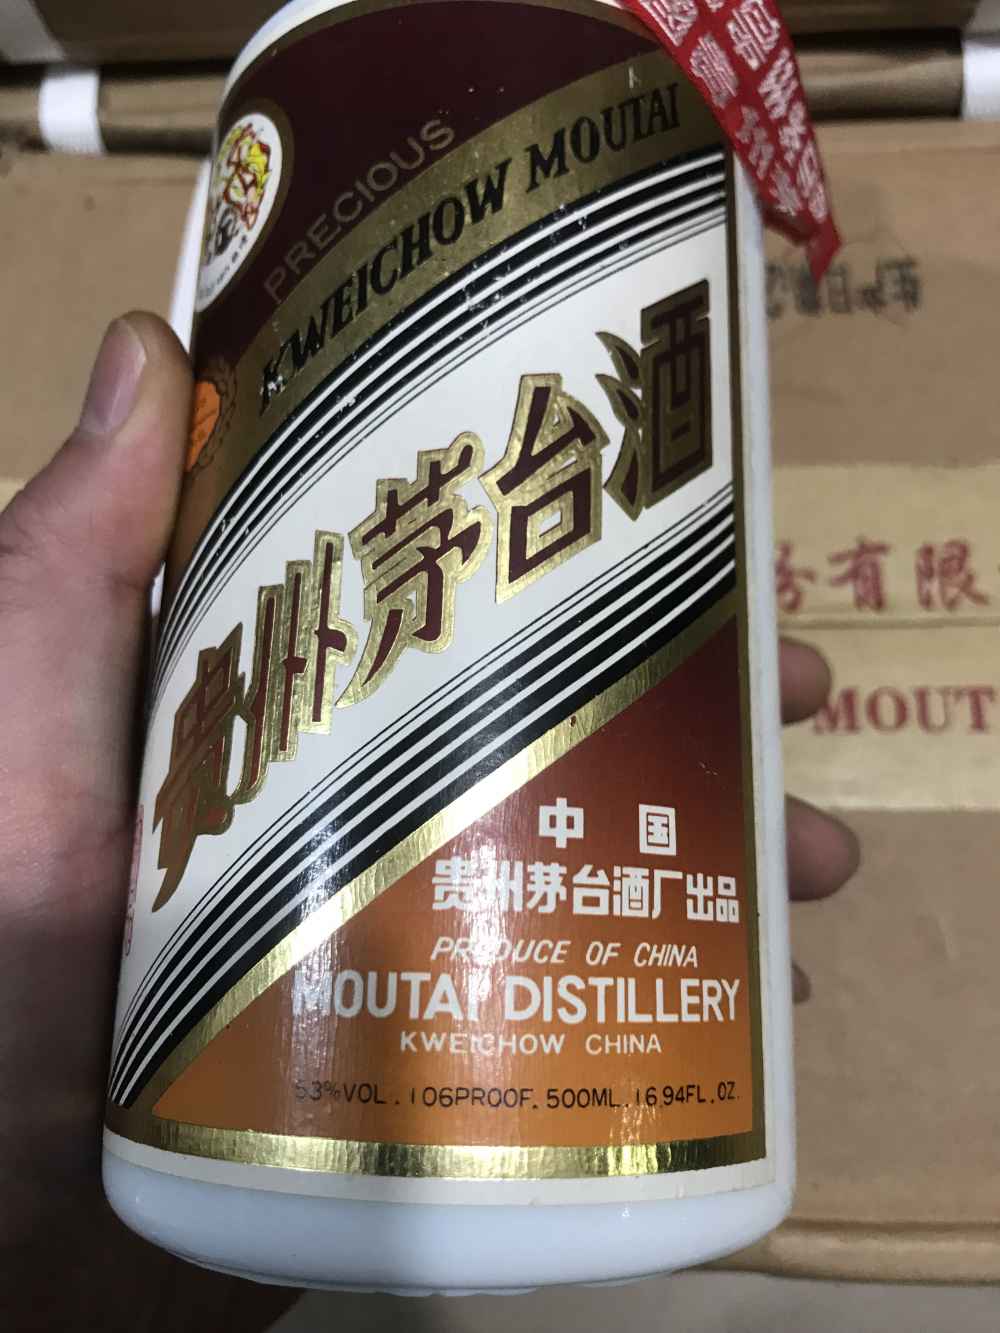 PRECIOUS
KWEICHOW MOUTAI
贵州茅台酒
中国
贵州茅台酒厂出品
PRODUCE OF CHINA
MOUTAI DISTILLERY
KWEICHOW CHINA
53%VOL. 106PROOF. 500ML. 16.94FL.OZ.
份有限
MOUT